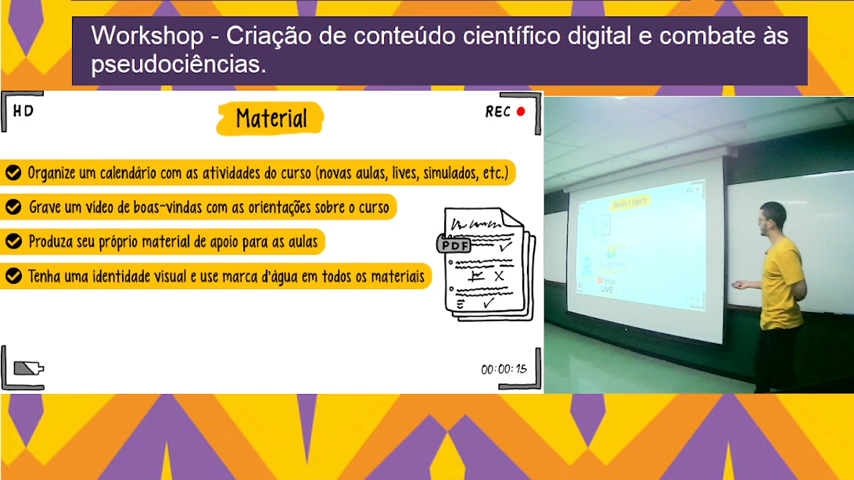 Workshop - Criação de conteúdo científico digital e combate às
pseudociências.
HD
Material
REC
Organize um calendário com as atividades do curso (novas aulas, lives, simulados, etc.)
Grave um vídeo de boas-vindas com as orientações sobre o curso
Produza seu próprio material de apoio para as aulas
Tenha uma identidade visual e use marca d'água em todos os materiais
PDF
00:00:15
LIVE